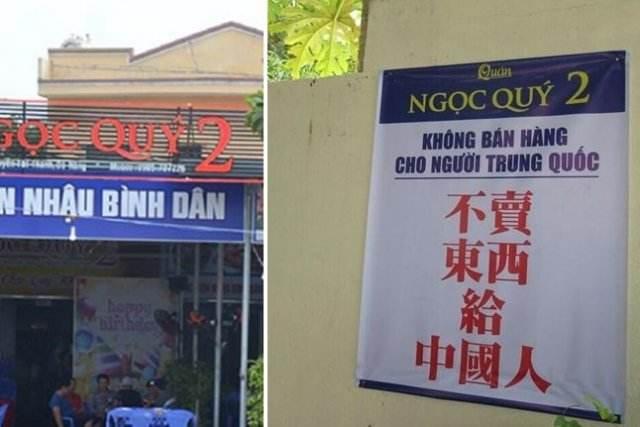 NGỌC QUÝ 2
QUÁN NHẬU BÌNH DÂN
happy
birthday
Quán
NGỌC QUÝ 2
KHÔNG BÁN HÀNG
CHO NGƯỜI TRUNG QUỐC
不賣
東西
給
中國人